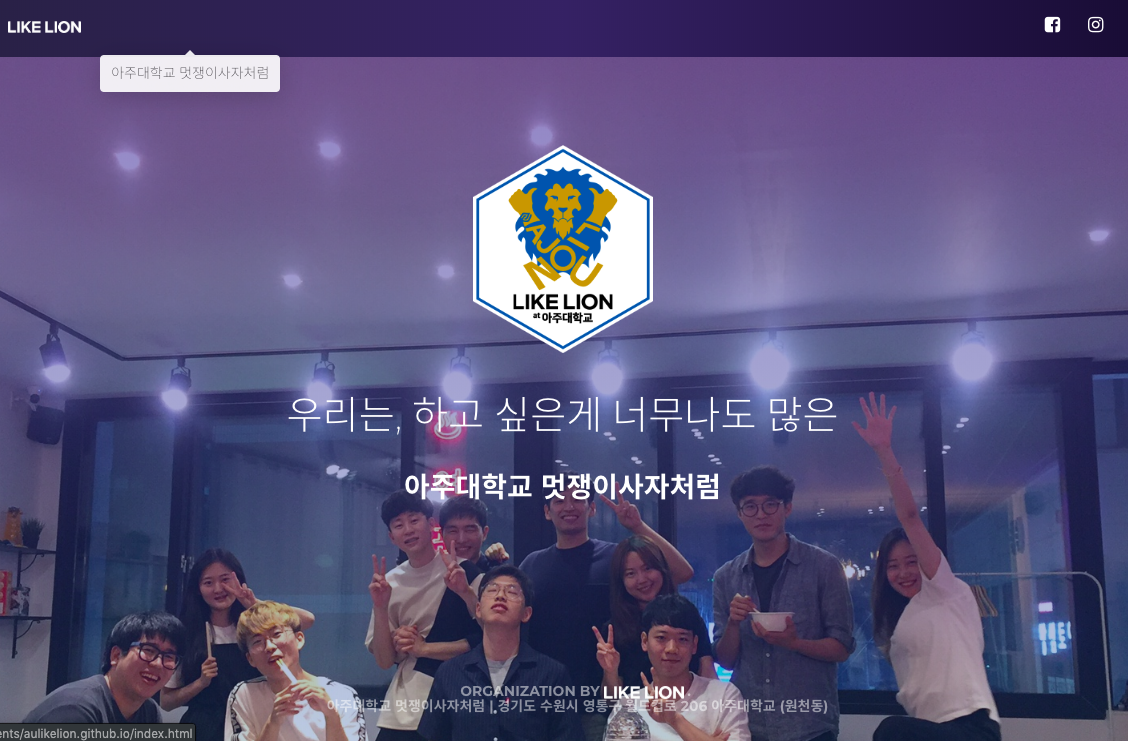 LIKE LION
아주대학교 멋쟁이사자처럼
AJOU
LIKE LION
at 아주대학교
우리는, 하고 싶은게 너무나도 많은
아주대학교 멋쟁이사자처럼
ORGANIZATION BY LIKE LION.
아주대학교 멋쟁이사자처럼 | 경기도 수원시 영통구 월드컵로 206 아주대학교 (원천동)
ents/aulikelion.github.io/index.html